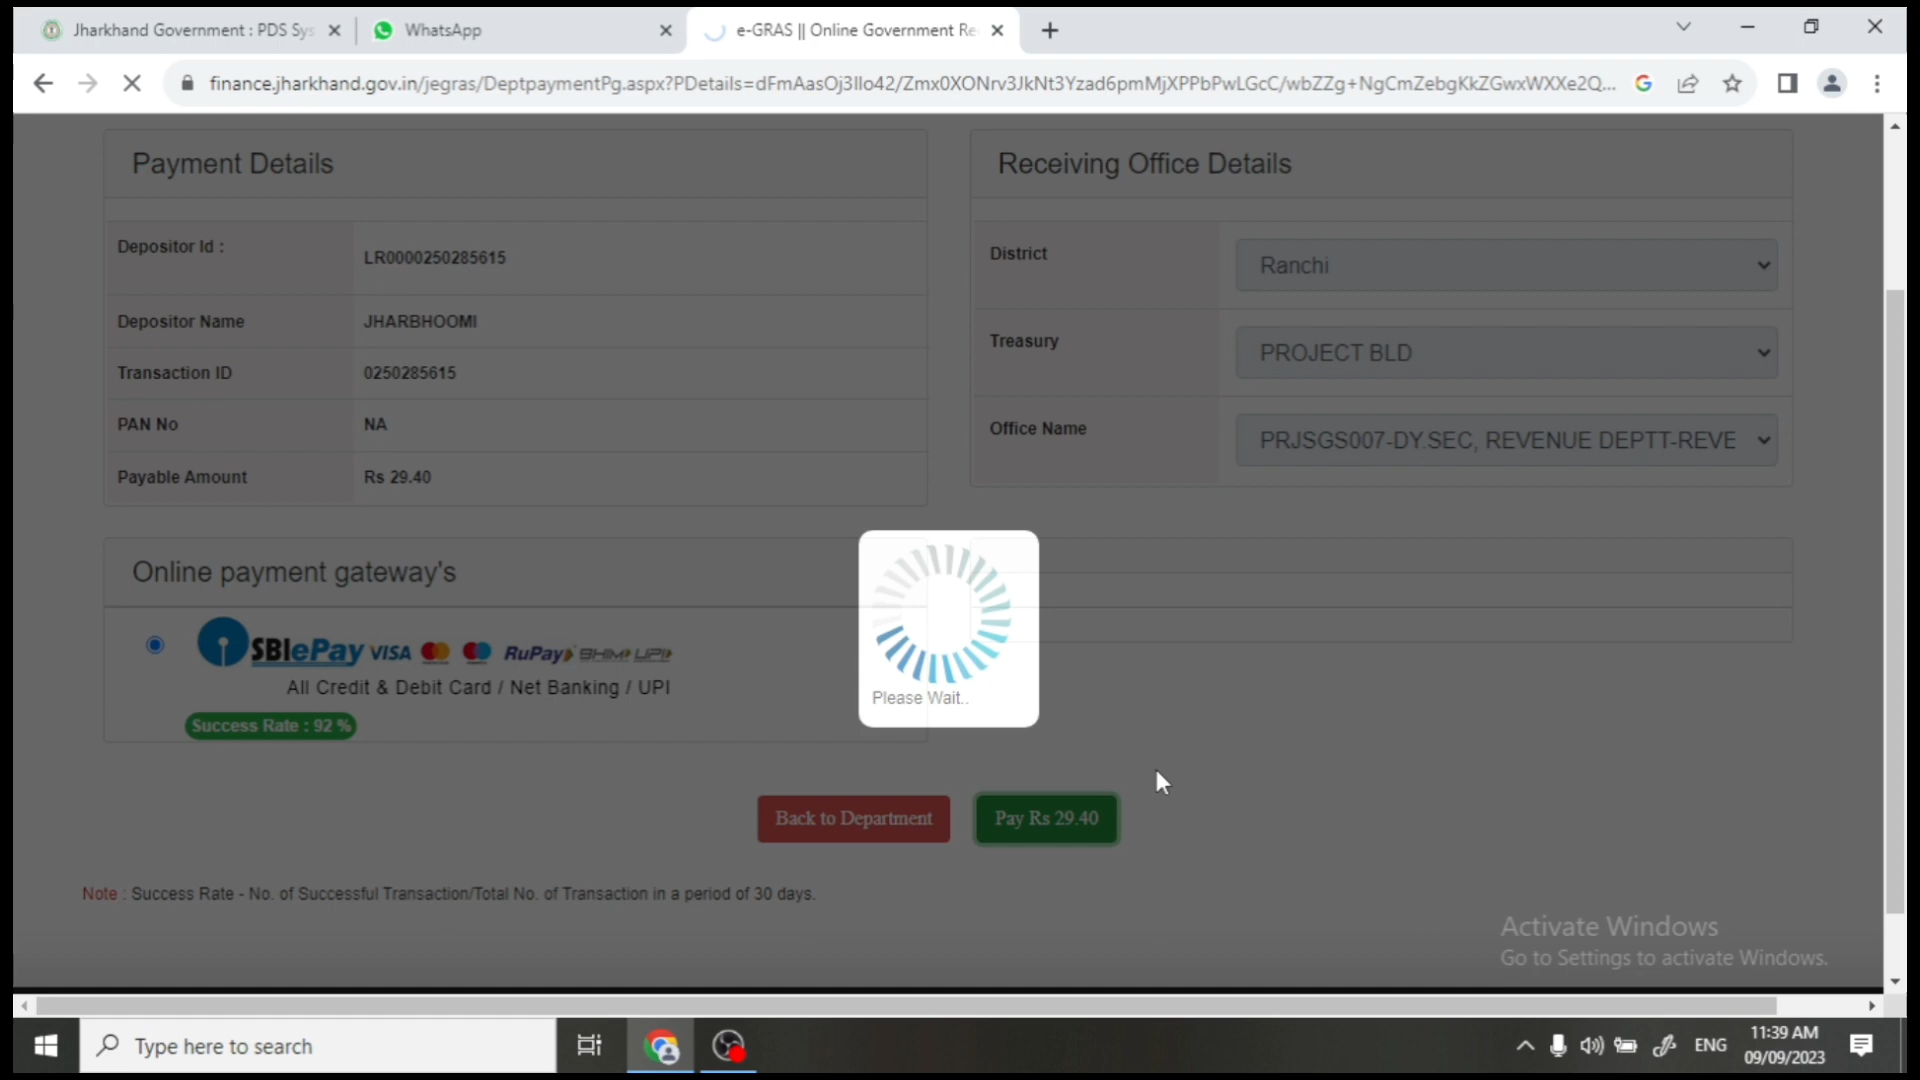 Jharkhand Government : PDS Sys
WhatsApp
e-GRAS || Online Government Re
finance.jharkhand.gov.in/jegras/DeptpaymentPg.aspx?PDetails=dFmAasOj3IIo42/Zmx0XONrv3JkNt3Yzad6pmMjXPPbPwLGcC/wbZZg+NgCmZebgKkZGwxWXXe2Q...
Payment Details
Depositor Id :
LR0000250285615
Depositor Name
JHARBHOOMI
Transaction ID
0250285615
PAN No
NA
Payable Amount
Rs 29.40
Receiving Office Details
District
Ranchi
Treasury
PROJECT BLD
Office Name
PRJSGS007-DY.SEC, REVENUE DEPTT-REVE
Online payment gateway's
SBIePay VISA RuPay BHIM UPI
All Credit & Debit Card / Net Banking / UPI
Success Rate : 92 %
Please Wait..
Back to Department
Pay Rs 29.40
Note : Success Rate - No. of Successful Transaction/Total No. of Transaction in a period of 30 days.
Activate Windows
Go to Settings to activate Windows.
Type here to search
ENG
11:39 AM
09/09/2023